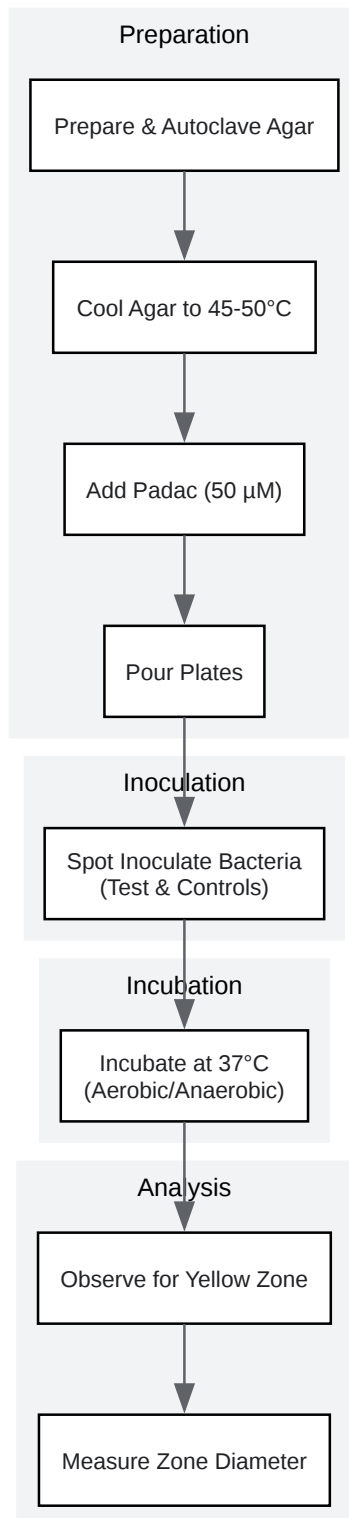 Preparation
Prepare & Autoclave Agar
Cool Agar to 45-50°C
Add Padac (50 µM)
Pour Plates
Inoculation
Spot Inoculate Bacteria
(Test & Controls)
Incubation
Incubate at 37°C
(Aerobic/Anaerobic)
Analysis
Observe for Yellow Zone
Measure Zone Diameter